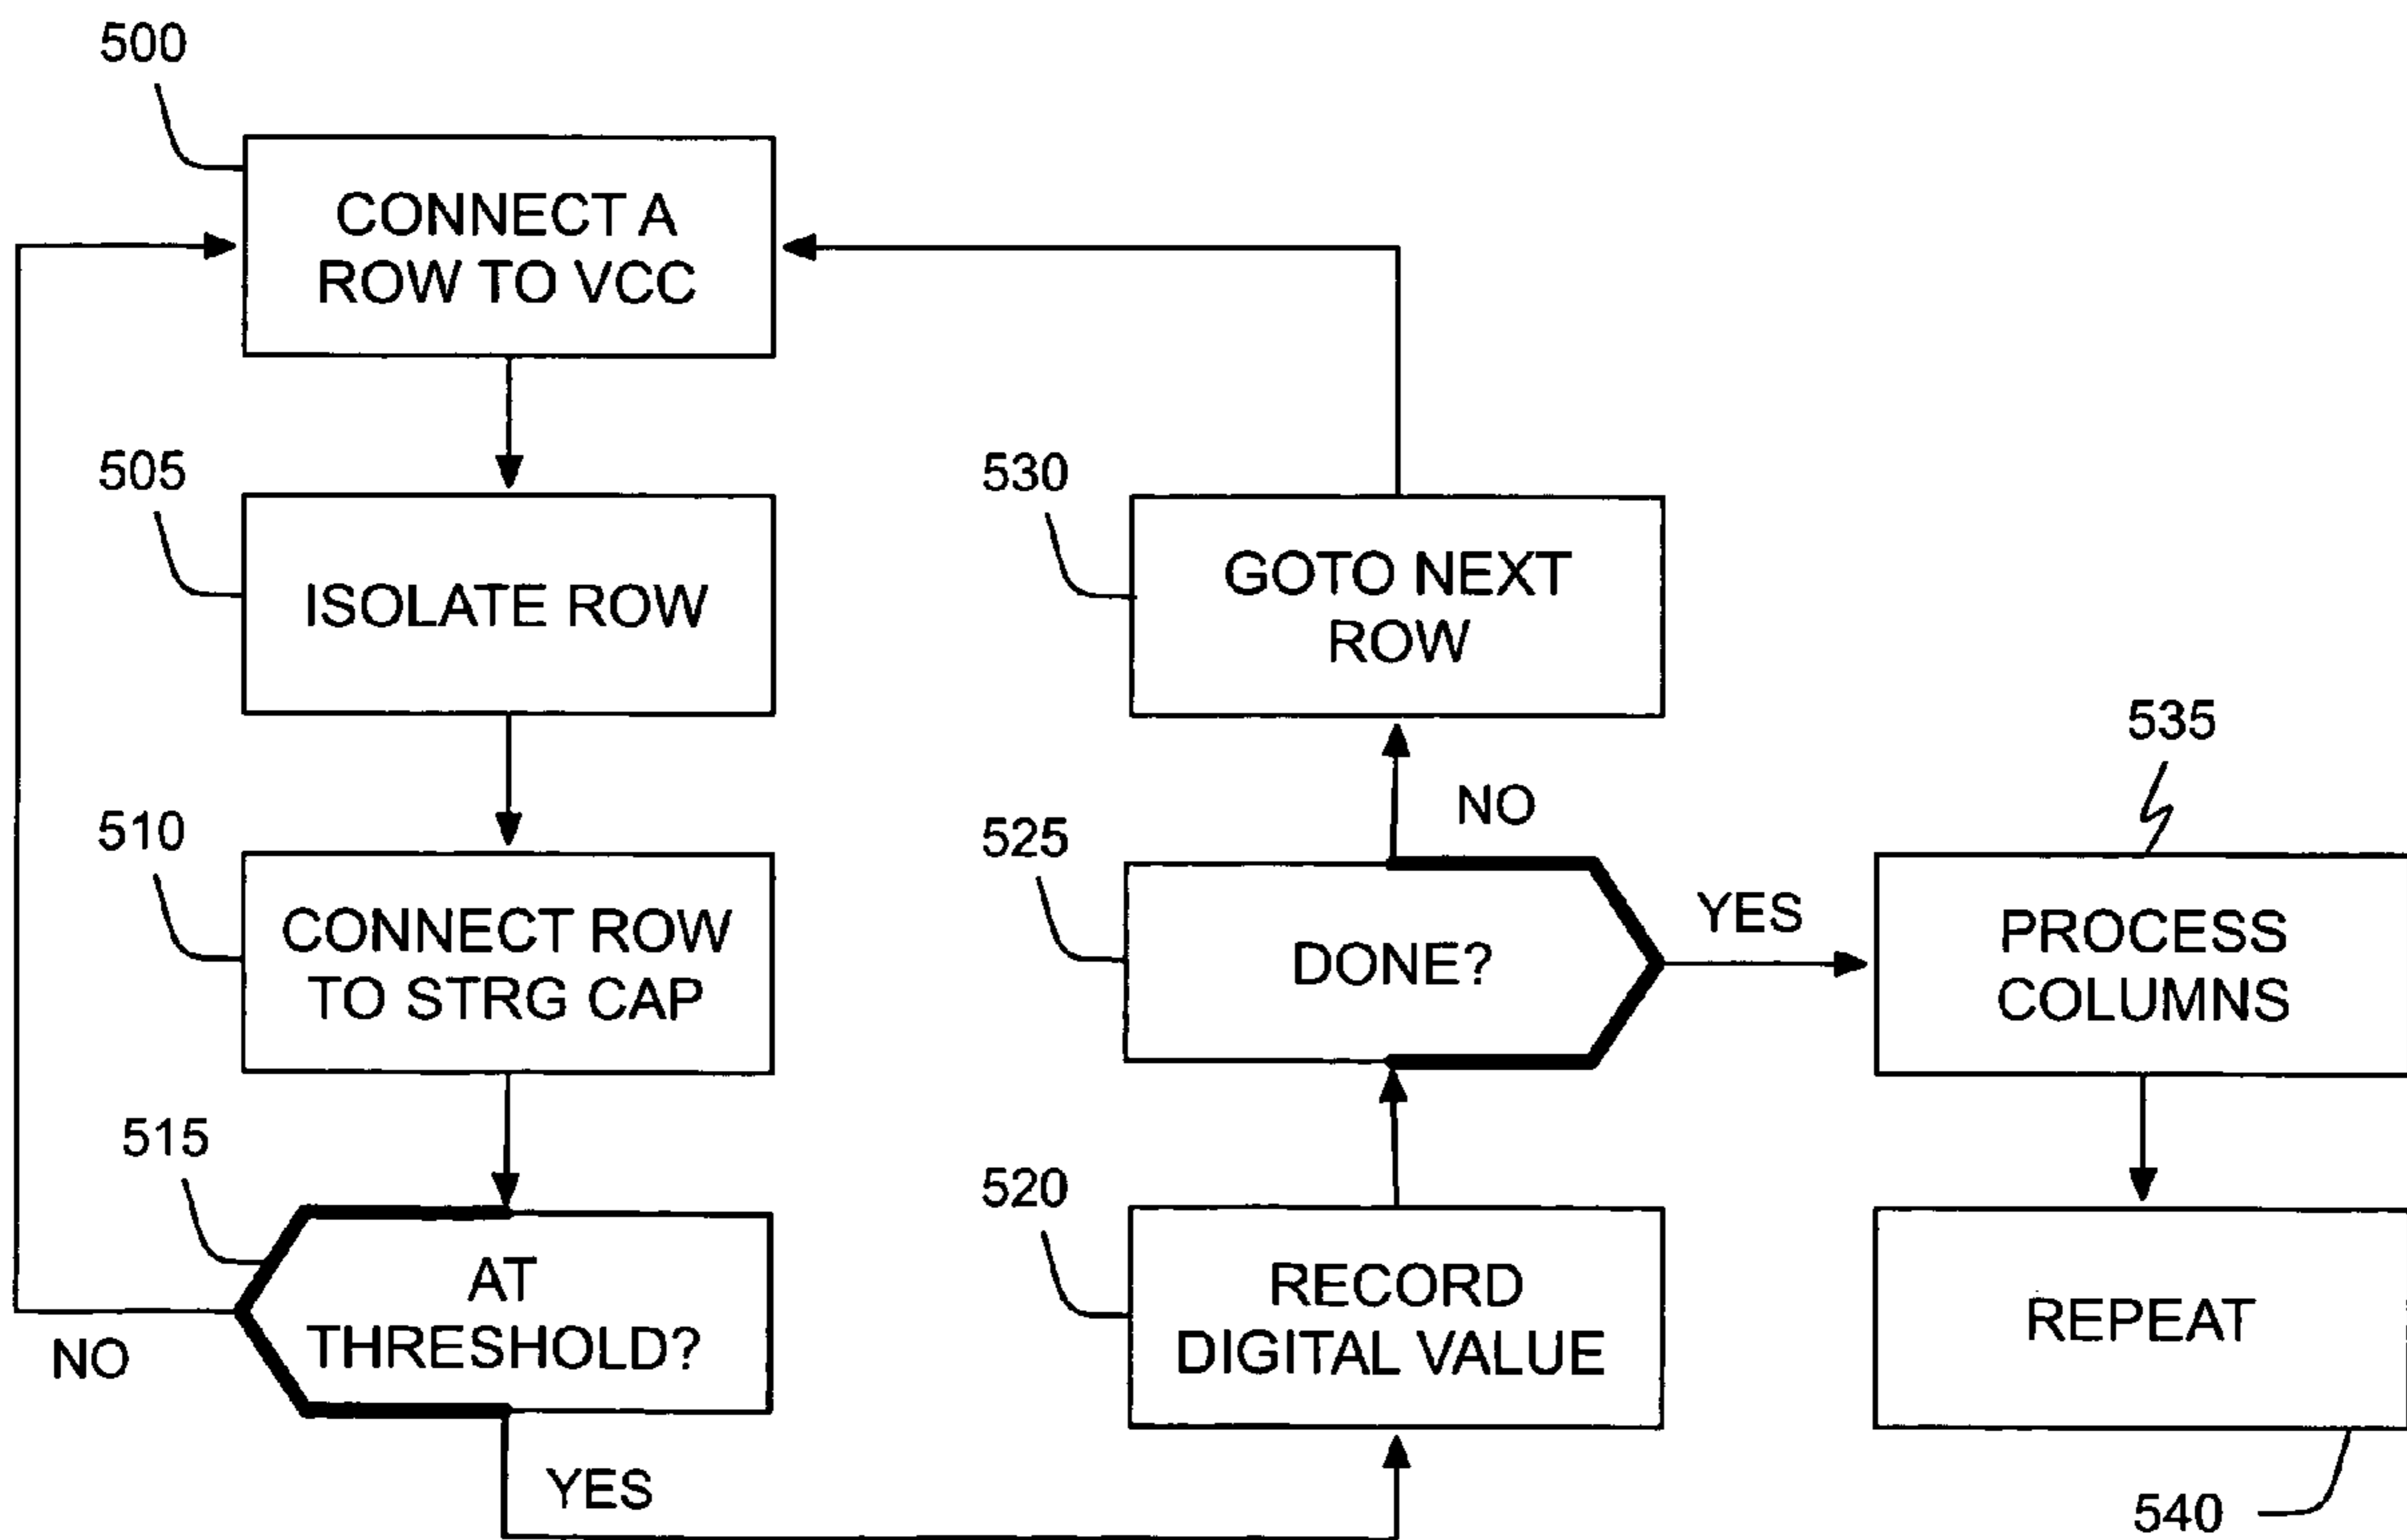 500
CONNECT A
ROW TO VCC
505
ISOLATE ROW
510
CONNECT ROW
TO STRG CAP
515
AT
THRESHOLD?
NO
YES
520
RECORD
DIGITAL VALUE
525
DONE?
NO
YES
530
GOTO NEXT
ROW
535
PROCESS
COLUMNS
REPEAT
540